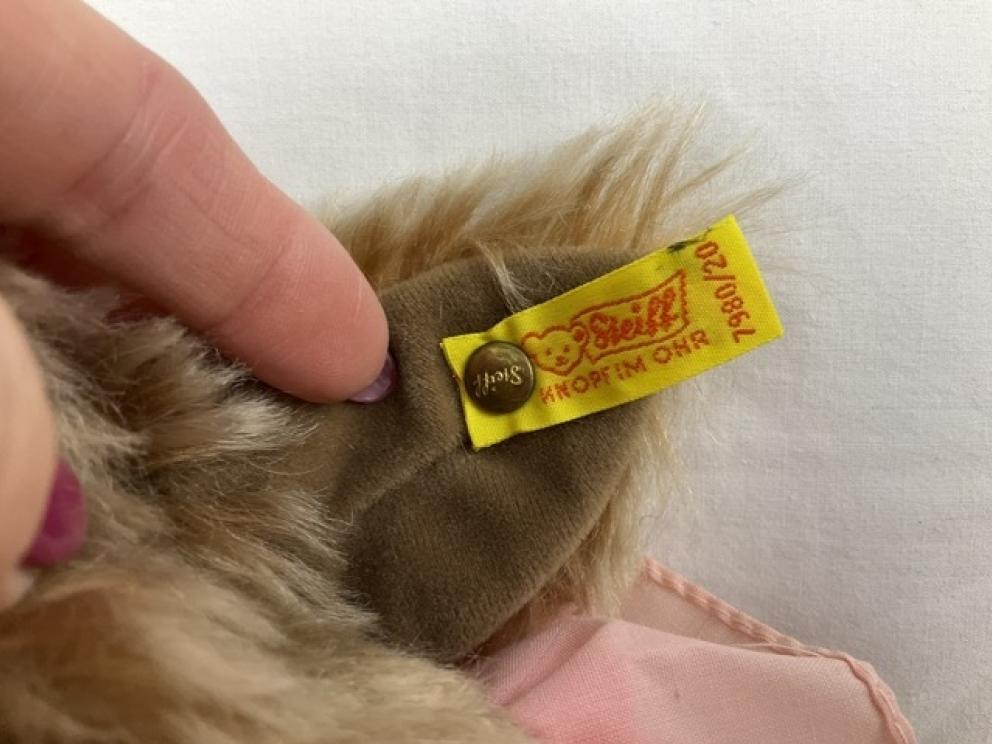 Steiff
Steiff
KNOPF IM OHR
7980/20